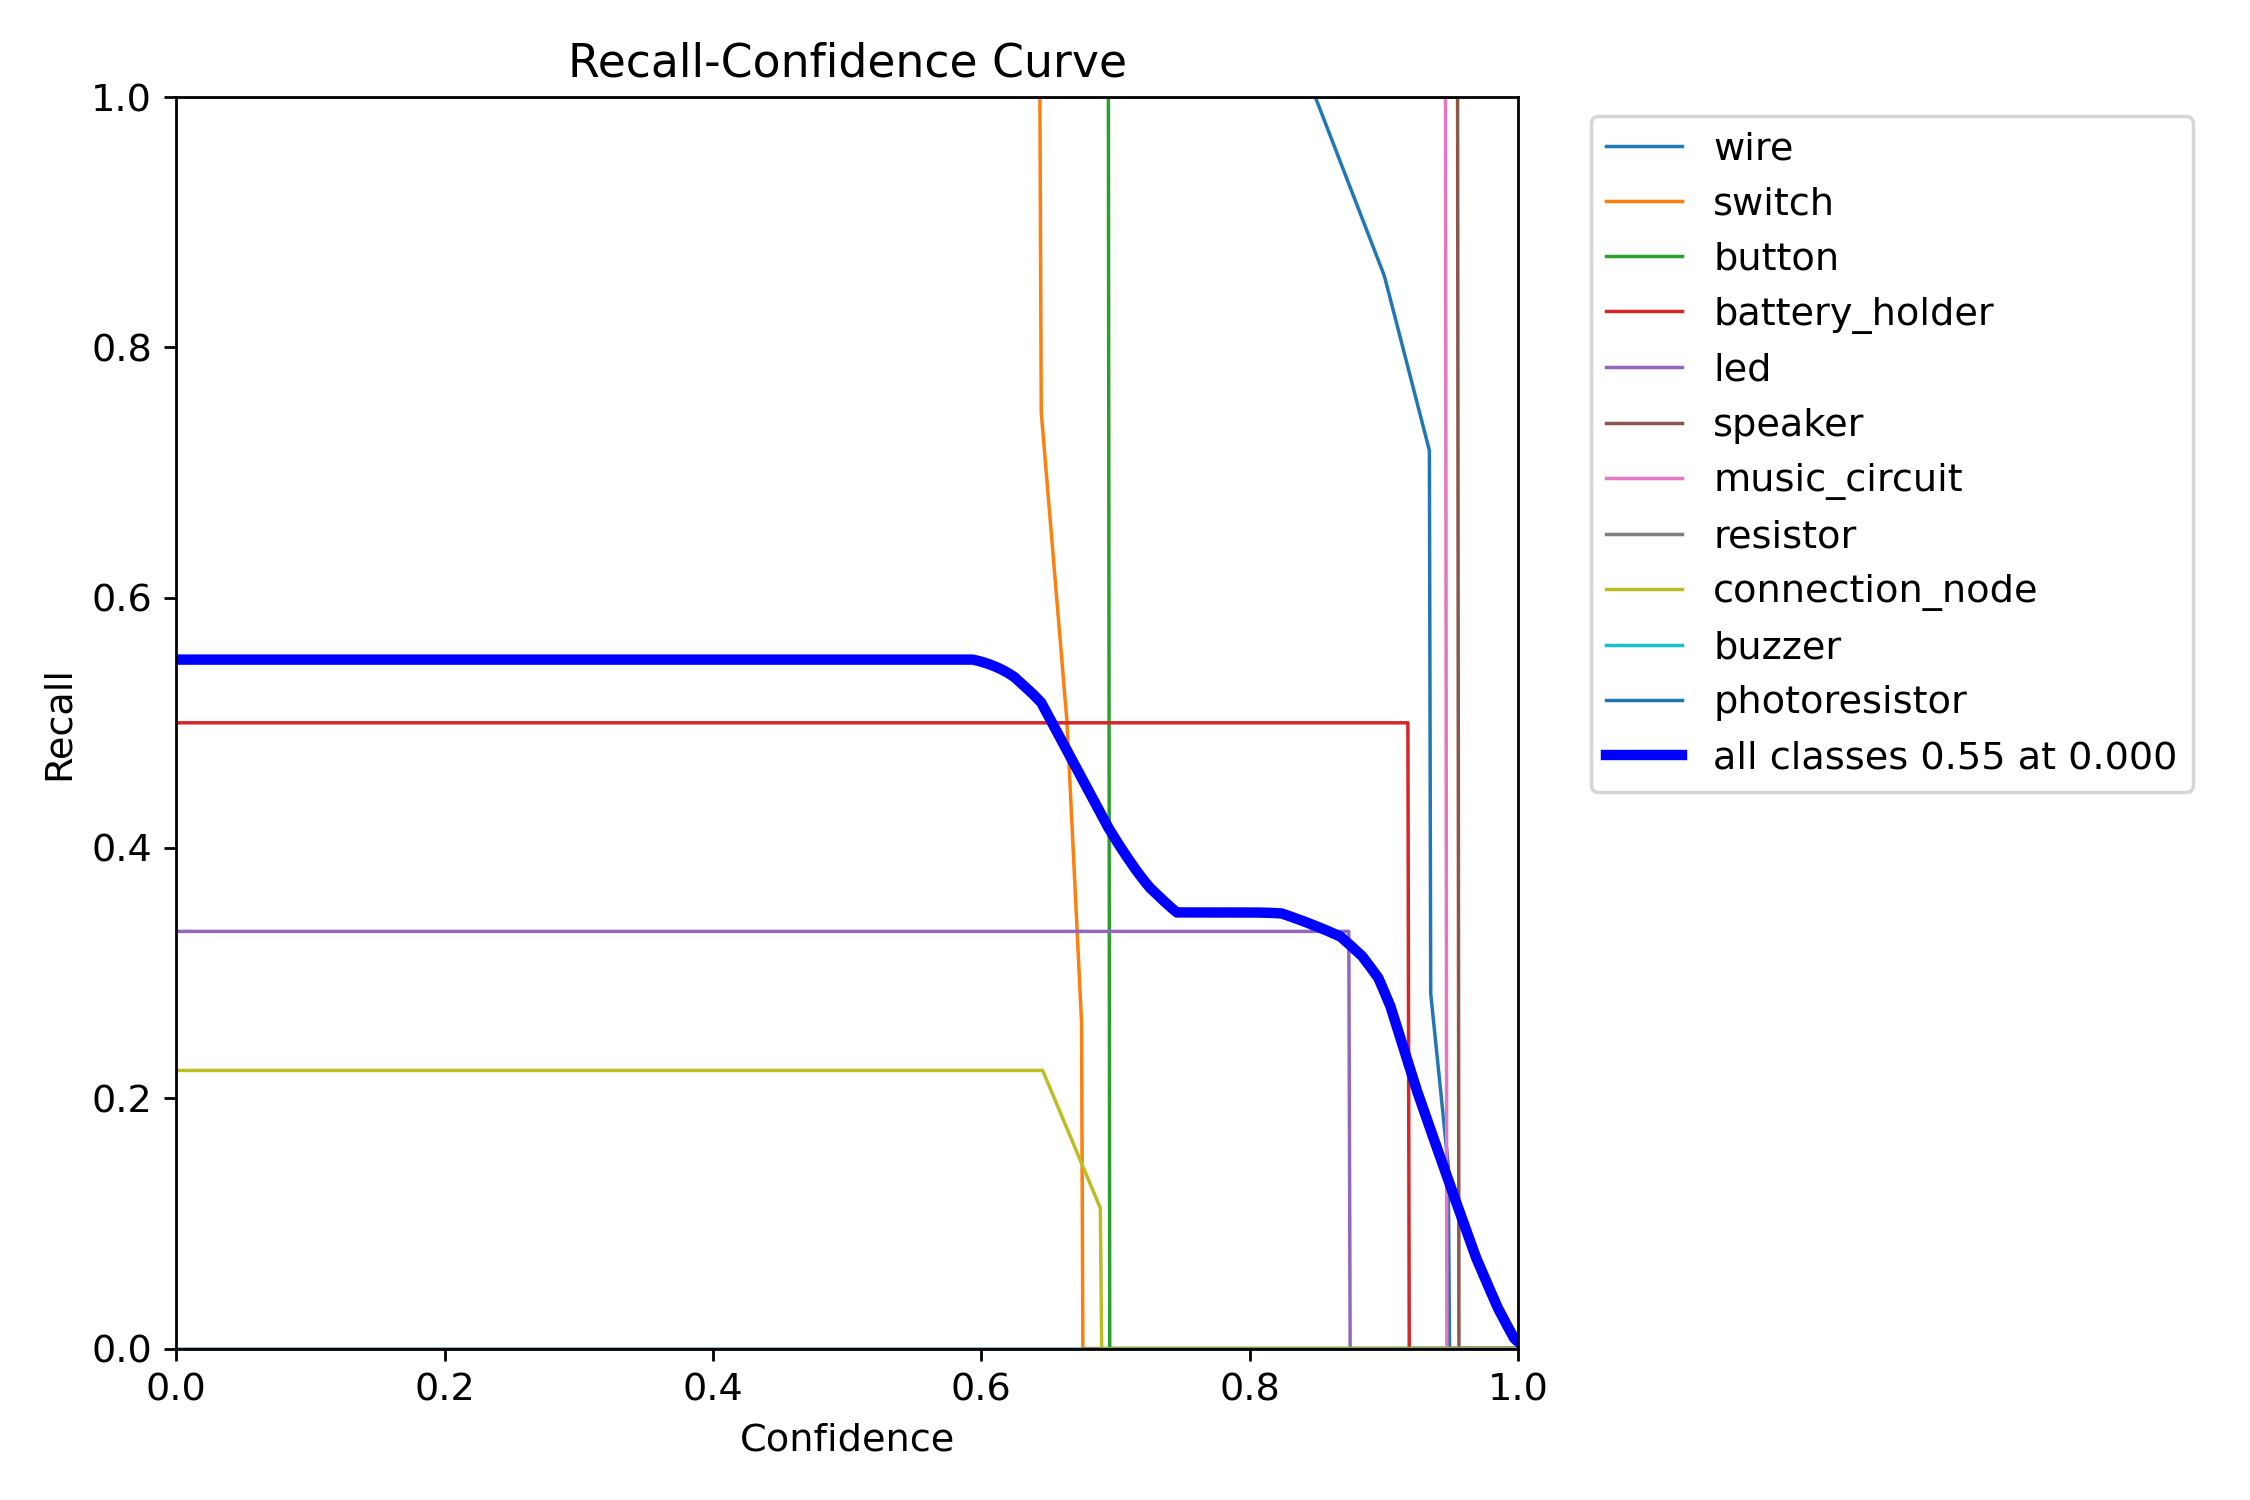 Recall-Confidence Curve
1.0
0.8
0.6
0.4
0.2
0.0
Recall
0.0 0.2 0.4 0.6 0.8 1.0
Confidence
wire
switch
button
battery_holder
led
speaker
music_circuit
resistor
connection_node
buzzer
photoresistor
all classes 0.55 at 0.000